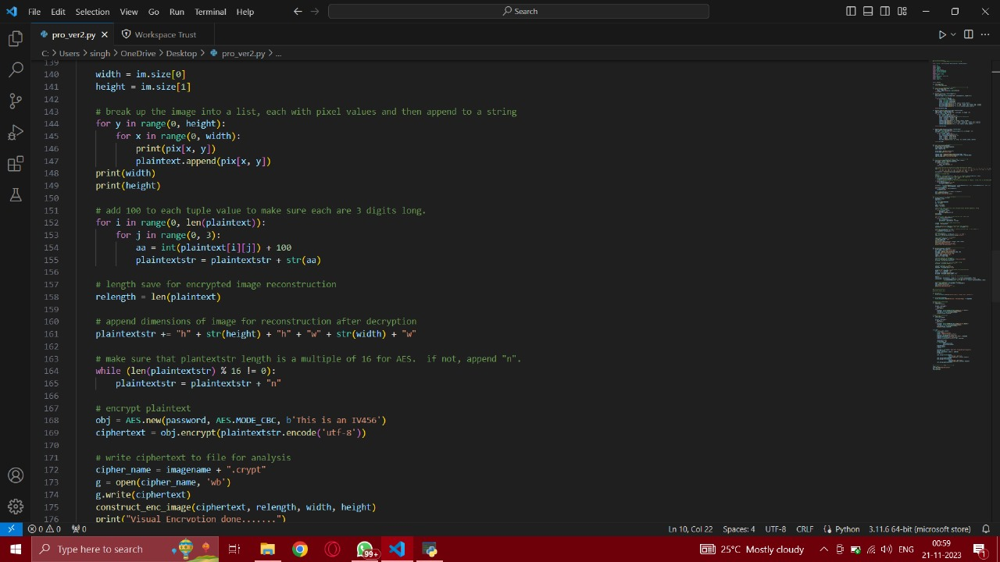 File Edit Selection View Go Run Terminal Help
Search
pro_ver2.py
Workspace Trust
C: > Users > singh > OneDrive > Desktop > pro_ver2.py > ...
139
140 width = im.size[0]
141 height = im.size[1]
142
143 # break up the image into a list, each with pixel values and then append to a string
144 for y in range(0, height):
145 for x in range(0, width):
146 print(pix[x, y])
147 plaintext.append(pix[x, y])
148 print(width)
149 print(height)
150
151 # add 100 to each tuple value to make sure each are 3 digits long.
152 for i in range(0, len(plaintext)):
153 for j in range(0, 3):
154 aa = int(plaintext[i][j]) + 100
155 plaintextstr = plaintextstr + str(aa)
156
157 # length save for encrypted image reconstruction
158 relength = len(plaintext)
159
160 # append dimensions of image for reconstruction after decryption
161 plaintextstr += "h" + str(height) + "h" + "w" + str(width) + "w"
162
163 # make sure that plantextstr length is a multiple of 16 for AES.  if not, append "n".
164 while (len(plaintextstr) % 16 != 0):
165 plaintextstr = plaintextstr + "n"
166
167 # encrypt plaintext
168 obj = AES.new(password, AES.MODE_CBC, b'This is an IV456')
169 ciphertext = obj.encrypt(plaintextstr.encode('utf-8'))
170
171 # write ciphertext to file for analysis
172 cipher_name = imagename + ".crypt"
173 g = open(cipher_name, 'wb')
174 g.write(ciphertext)
175 construct_enc_image(ciphertext, relength, width, height)
176 print("Visual Encryption done.......")
0 0 0
Ln 10, Col 22 Spaces: 4 UTF-8 CRLF Python 3.11.6 64-bit (microsoft store)
Type here to search
99+
25°C Mostly cloudy
ENG
00:59
21-11-2023
1